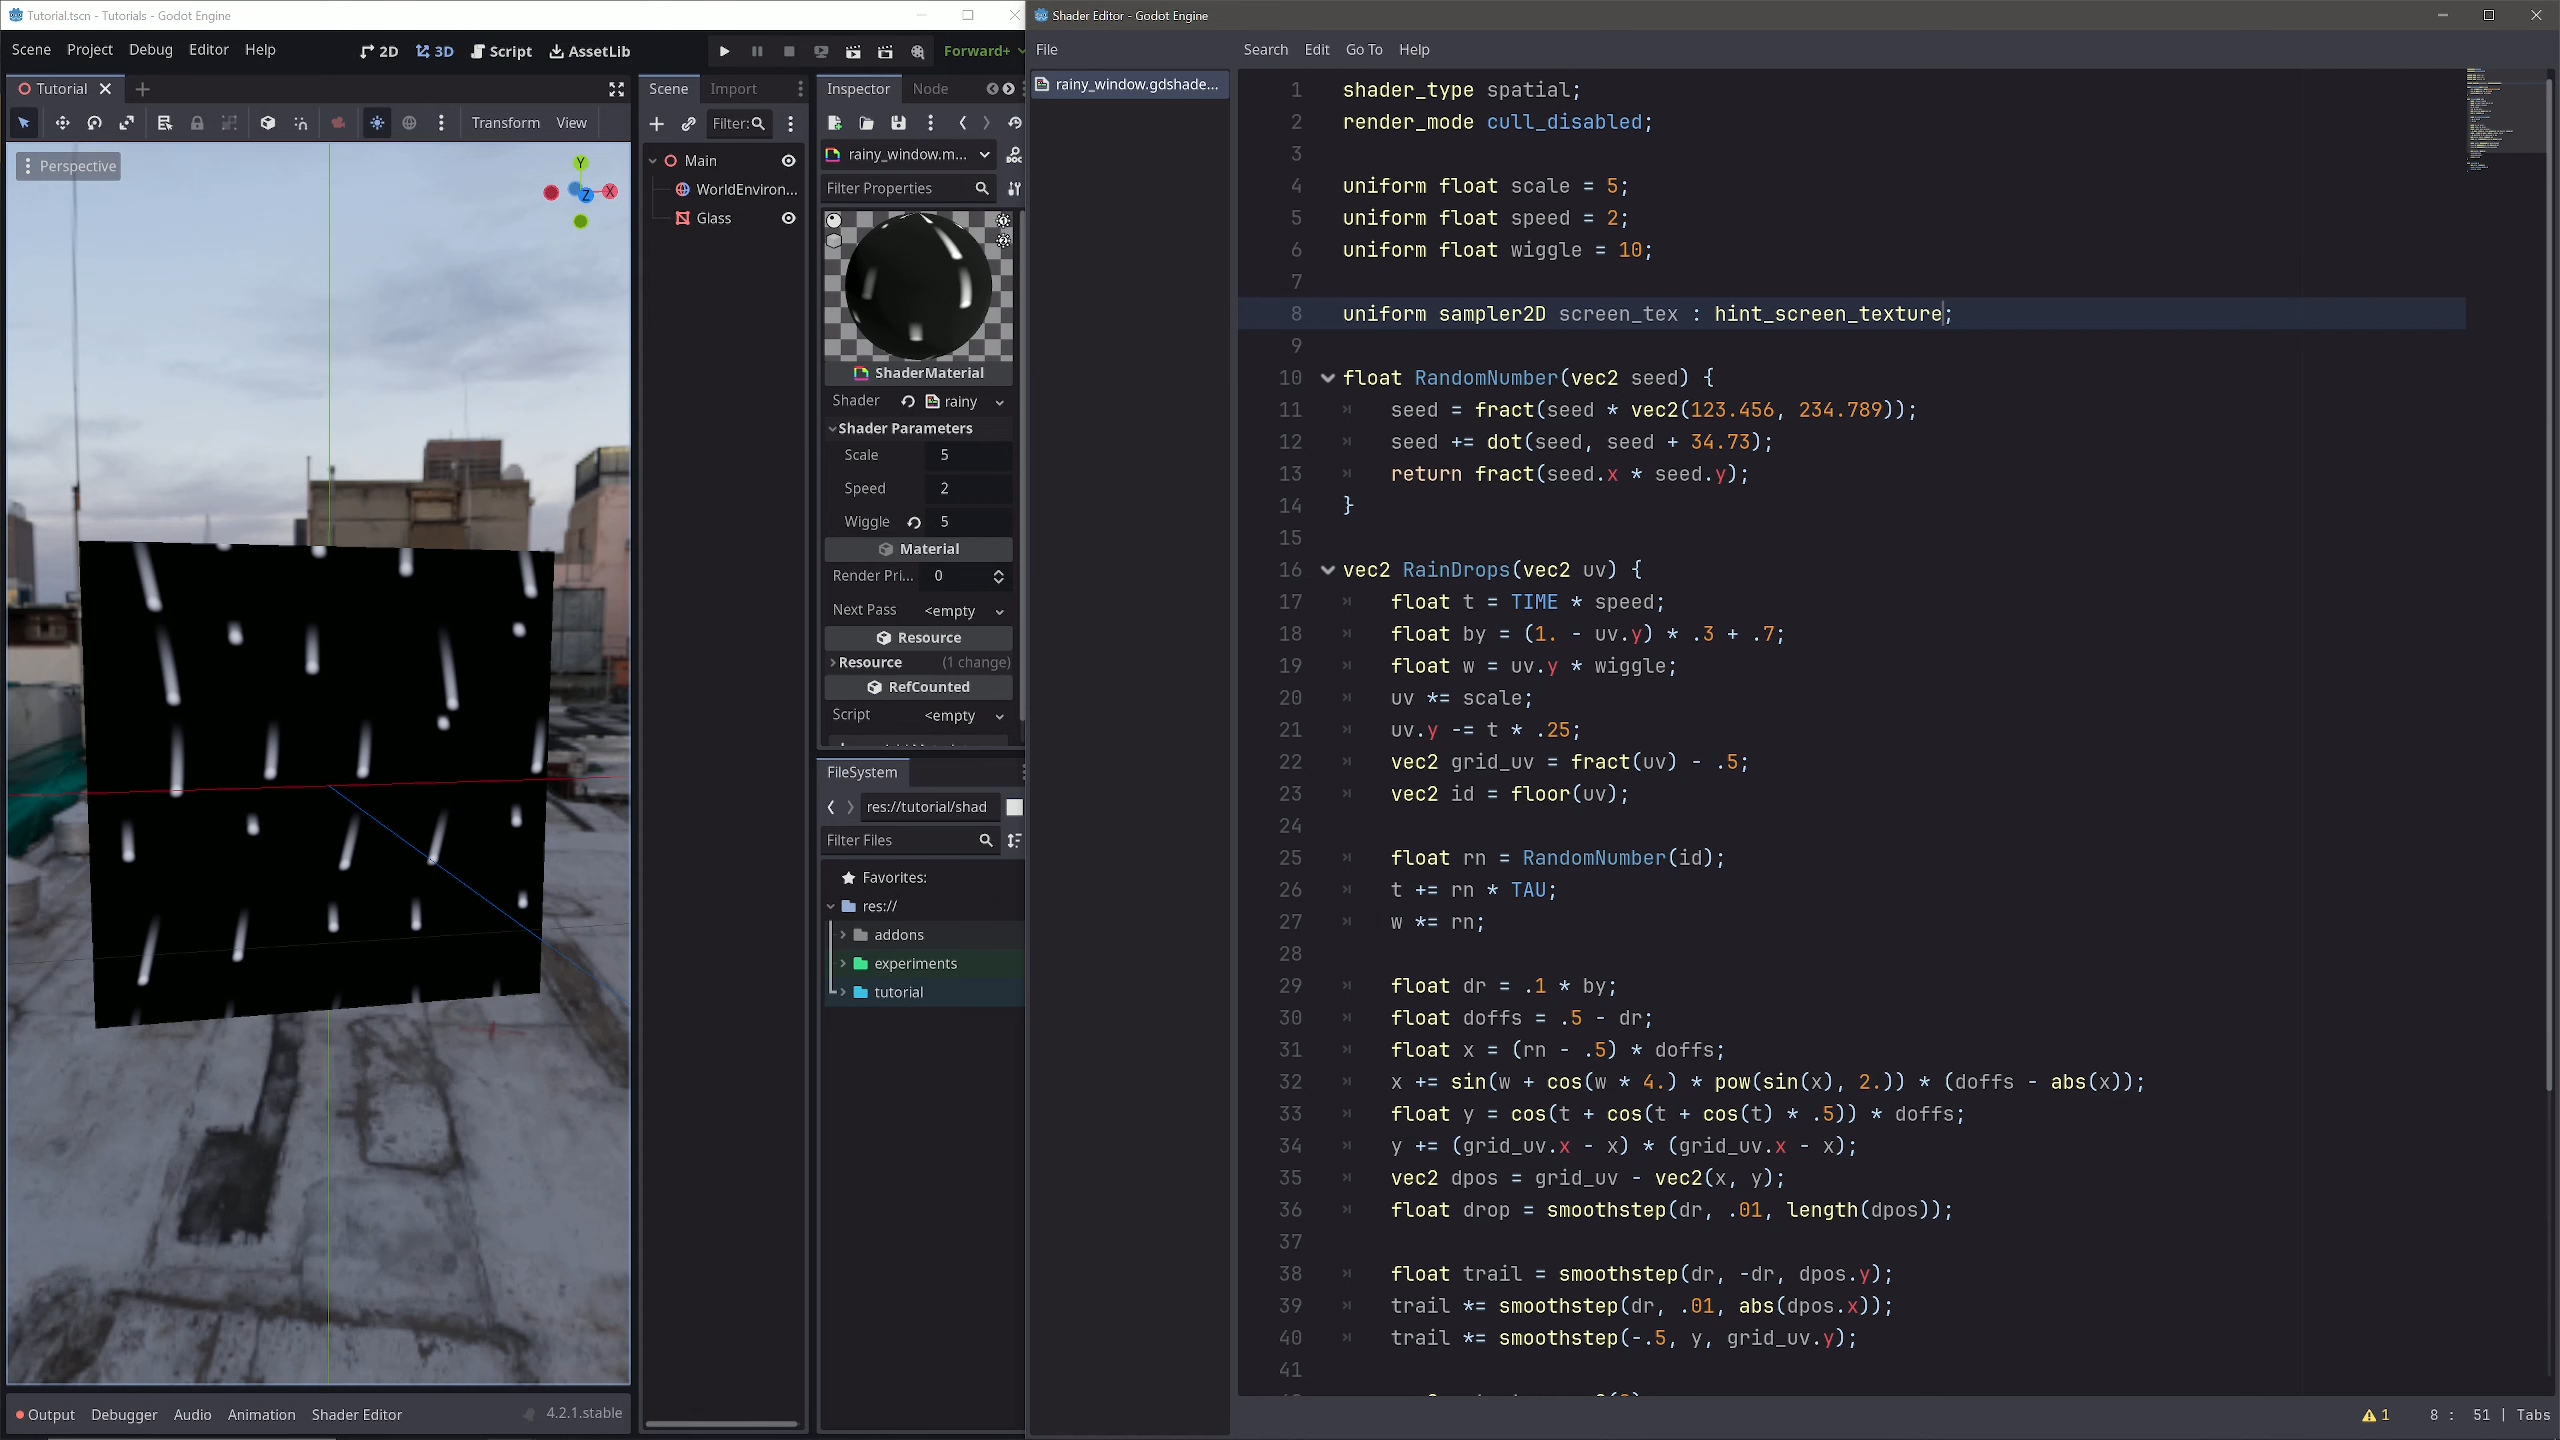 Tutorial.tscn - Tutorials - Godot Engine
Scene Project Debug Editor Help
2D 3D Script AssetLib
Forward+
Tutorial
Transform View
Perspective
Y
X
Z
Scene Import
Filter:
Main
WorldEnviron...
Glass
Inspector Node
rainy_window.m...
Filter Properties
ShaderMaterial
Shader rainy
Shader Parameters
Scale 5
Speed 2
Wiggle 5
Material
Render Pri... 0
Next Pass <empty
Resource
Resource (1 change)
RefCounted
Script <empty
FileSystem
res://tutorial/shad
Filter Files
Favorites:
res://
addons
experiments
tutorial
Output Debugger Audio Animation Shader Editor 4.2.1.stable
Shader Editor - Godot Engine
File
rainy_window.gdshade...
Search Edit Go To Help
1 shader_type spatial;
2 render_mode cull_disabled;
3
4 uniform float scale = 5;
5 uniform float speed = 2;
6 uniform float wiggle = 10;
7
8 uniform sampler2D screen_tex : hint_screen_texture;
9
10 float RandomNumber(vec2 seed) {
11 seed = fract(seed * vec2(123.456, 234.789));
12 seed += dot(seed, seed + 34.73);
13 return fract(seed.x * seed.y);
14 }
15
16 vec2 RainDrops(vec2 uv) {
17 float t = TIME * speed;
18 float by = (1. - uv.y) * .3 + .7;
19 float w = uv.y * wiggle;
20 uv *= scale;
21 uv.y -= t * .25;
22 vec2 grid_uv = fract(uv) - .5;
23 vec2 id = floor(uv);
24
25 float rn = RandomNumber(id);
26 t += rn * TAU;
27 w *= rn;
28
29 float dr = .1 * by;
30 float doffs = .5 - dr;
31 float x = (rn - .5) * doffs;
32 x += sin(w + cos(w * 4.) * pow(sin(x), 2.)) * (doffs - abs(x));
33 float y = cos(t + cos(t + cos(t) * .5)) * doffs;
34 y += (grid_uv.x - x) * (grid_uv.x - x);
35 vec2 dpos = grid_uv - vec2(x, y);
36 float drop = smoothstep(dr, .01, length(dpos));
37
38 float trail = smoothstep(dr, -dr, dpos.y);
39 trail *= smoothstep(dr, .01, abs(dpos.x));
40 trail *= smoothstep(-.5, y, grid_uv.y);
41
1 8 : 51 | Tabs